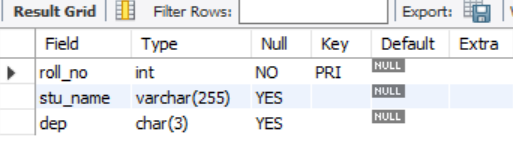 Result Grid Filter Rows: Export:
Field Type Null Key Default Extra
roll_no int NO PRI NULL
stu_name varchar(255) YES NULL
dep char(3) YES NULL